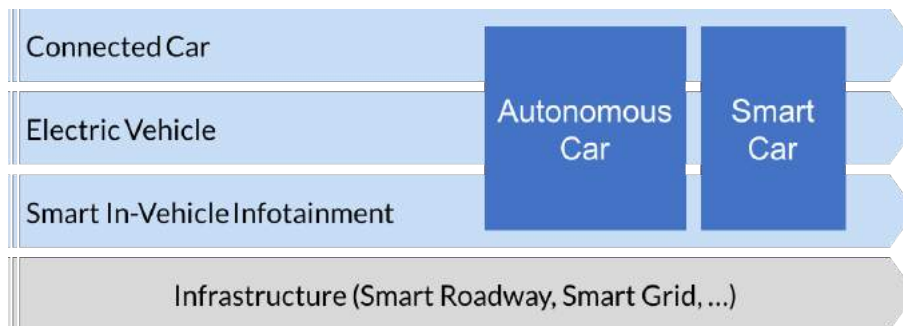 Connected Car
Electric Vehicle
Smart In-Vehicle Infotainment
Autonomous
Car
Smart
Car
Infrastructure (Smart Roadway, Smart Grid, ...)